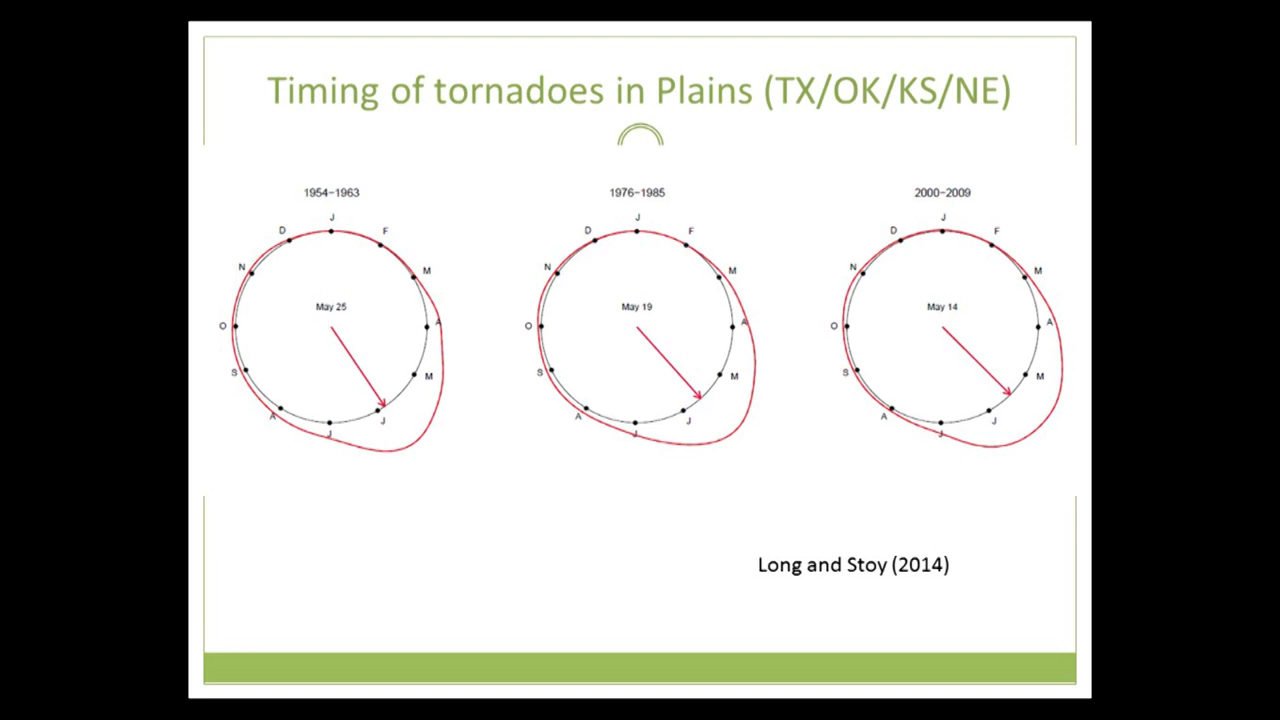 Timing of tornadoes in Plains (TX/OK/KS/NE)
1954−1963
J
F
M
A
M
J
J
A
S
O
N
D
May 25
1976−1985
J
F
M
A
M
J
J
A
S
O
N
D
May 19
2000−2009
J
F
M
A
M
J
J
A
S
O
N
D
May 14
Long and Stoy (2014)